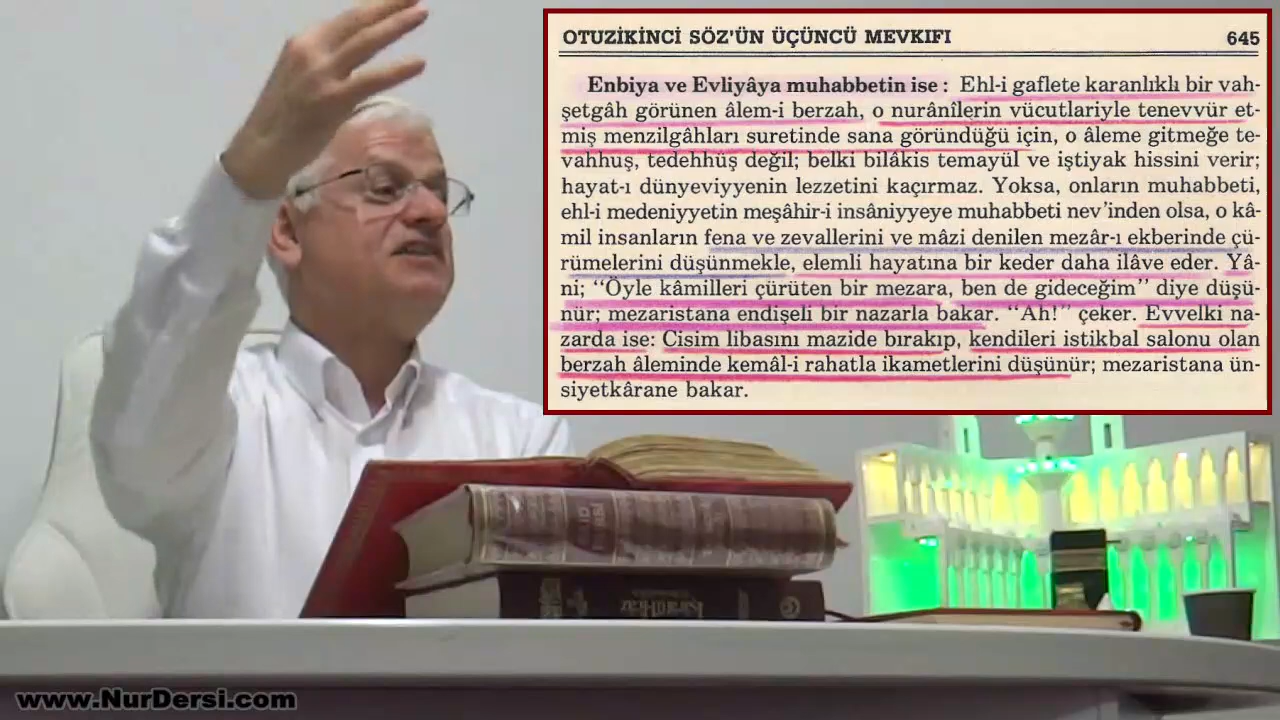 OTUZİKİNCİ SÖZ'ÜN ÜÇÜNCÜ MEVKIFI 645
Enbiya ve Evliyâya muhabbetin ise : Ehl-i gaflete karanlıklı bir vah-
şetgâh görünen âlem-i berzah, o nurânîlerin vücutlariyle tenevvür et-
miş menzilgâhları suretinde sana göründüğü için, o âleme gitmeğe te-
vahhuş, tedehhüş değil; belki bilâkis temayül ve iştiyak hissini verir;
hayat-ı dünyeviyyenin lezzetini kaçırmaz. Yoksa, onların muhabbeti,
ehl-i medeniyyetin meşâhir-i insâniyyeye muhabbeti nev'inden olsa, o kâ-
mil insanların fena ve zevallerini ve mâzi denilen mezâr-ı ekberinde çü-
rümelerini düşünmekle, elemli hayatına bir keder daha ilâve eder. Yâ-
ni; “Öyle kâmilleri çürüten bir mezara, ben de gideceğim” diye düşü-
nür; mezaristana endişeli bir nazarla bakar. “Ah!” çeker. Evvelki na-
zarda ise: Cisim libasını mazide bırakıp, kendileri istikbal salonu olan
berzah âleminde kemâl-i rahatla ikametlerini düşünür; mezaristana ün-
siyetkârane bakar.
www.NurDersi.com